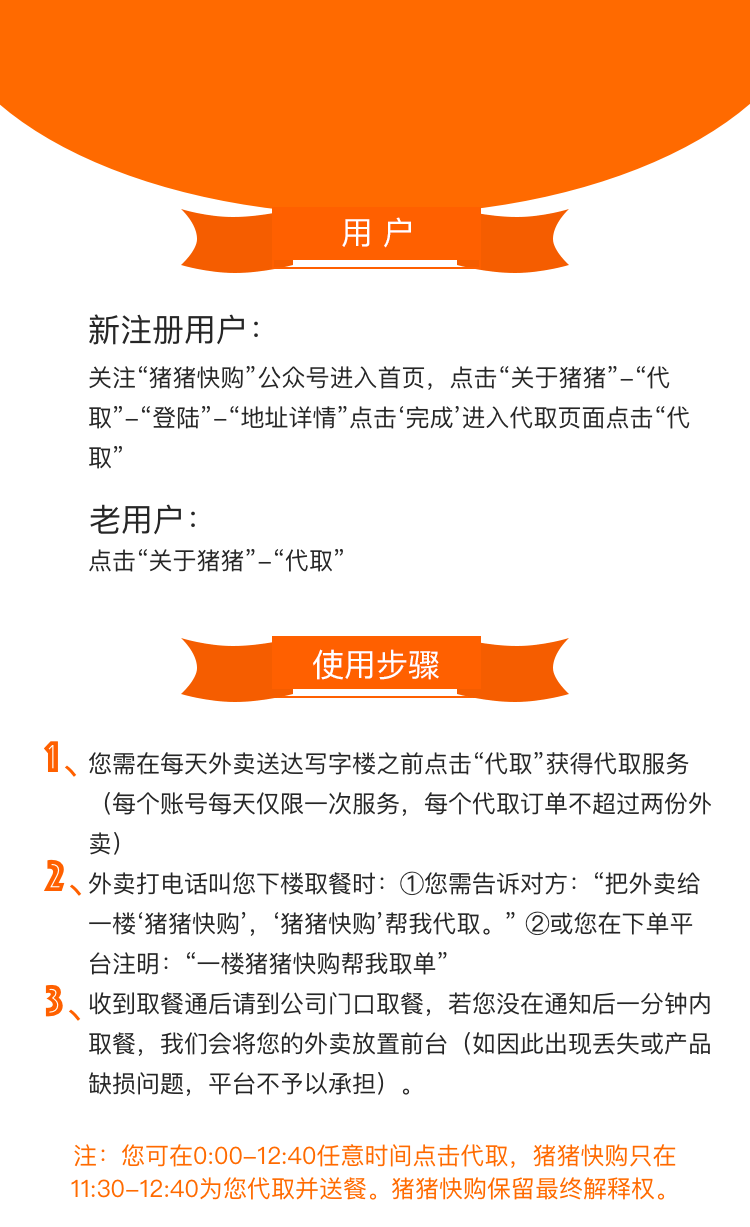 用 户
新注册用户：
关注“猪猪快购”公众号进入首页，点击“关于猪猪”–“代
取”–“登陆”–“地址详情”点击‘完成’进入代取页面点击“代
取”
老用户：
点击“关于猪猪”–“代取”
使用步骤
1、您需在每天外卖送达写字楼之前点击“代取”获得代取服务
（每个账号每天仅限一次服务，每个代取订单不超过两份外
卖）
2、外卖打电话叫您下楼取餐时：①您需告诉对方：“把外卖给
一楼‘猪猪快购’，‘猪猪快购’帮我代取。” ②或您在下单平
台注明：“一楼猪猪快购帮我取单”
3、收到取餐通后请到公司门口取餐，若您没在通知后一分钟内
取餐，我们会将您的外卖放置前台（如因此出现丢失或产品
缺损问题，平台不予以承担）。
注：您可在0:00–12:40任意时间点击代取，猪猪快购只在
11:30–12:40为您代取并送餐。猪猪快购保留最终解释权。